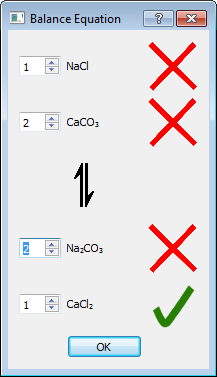 Balance Equation
1 NaCl
2 CaCO₃
2 Na₂CO₃
1 CaCl₂
OK